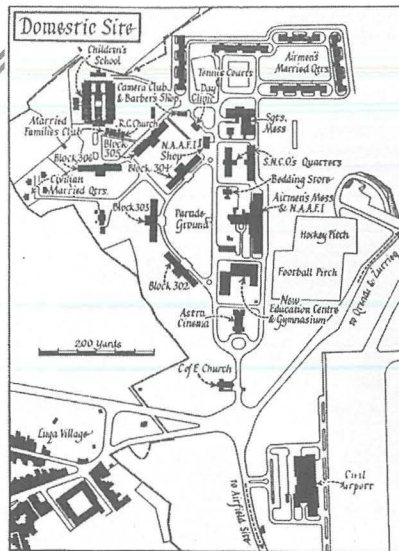 Domestic Site
Children's
School
Camera Club
& Barber's Shop
Married
Families Club
R.C. Church
Block
305
Block 306
Block 304
N.A.A.F.I
Shop
Day
Clinic
Tennis Courts
Airmen's
Married Qtrs.
Sgts.
Mess
S.N.C.O's Quarters
Bedding Store
Airmen's Mess
& N.A.A.F.I
Civilian
Married Qtrs.
Block 303
Parade
Ground
Hockey Pitch
Football Pitch
Block 302
New
Education Centre
& Gymnasium
Astra
Cinema
200 Yards
C of E Church
Luqa Village
to Airfield Site
Civil
Airport